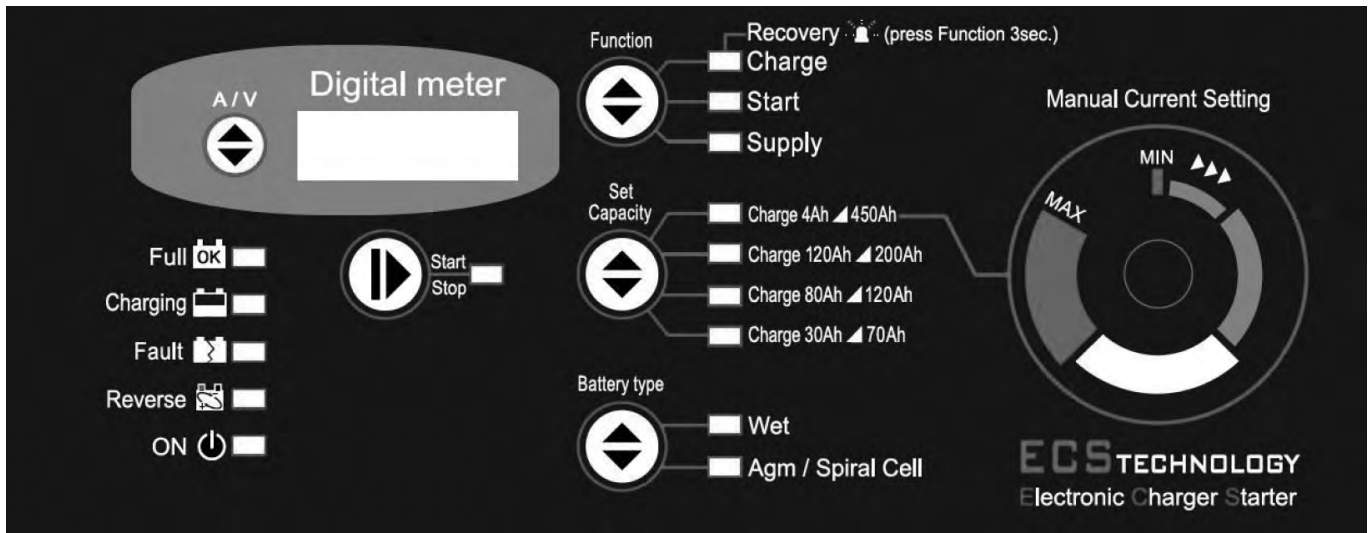 A / V
Digital meter
Full OK
Charging
Fault
Reverse
ON
Start
Stop
Function
Recovery (press Function 3sec.)
Charge
Start
Supply
Set
Capacity
Charge 4Ah ◢ 450Ah
Charge 120Ah ◢ 200Ah
Charge 80Ah ◢ 120Ah
Charge 30Ah ◢ 70Ah
Battery type
Wet
Agm / Spiral Cell
Manual Current Setting
MIN
MAX
ECS TECHNOLOGY
Electronic Charger Starter